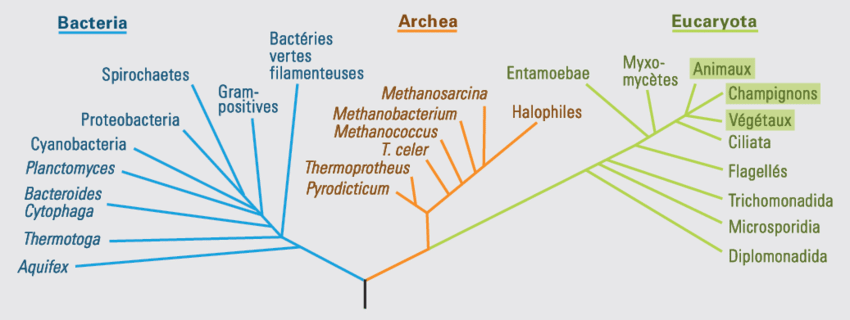 Bacteria
Bactéries
vertes
filamenteuses
Spirochaetes
Gram-
positives
Proteobacteria
Cyanobacteria
Planctomyces
Bacteroides
Cytophaga
Thermotoga
Aquifex
Archea
Methanosarcina
Methanobacterium
Halophiles
Methanococcus
T. celer
Thermoprotheus
Pyrodicticum
Eucaryota
Entamoebae
Myxo-
mycètes
Animaux
Champignons
Végétaux
Ciliata
Flagellés
Trichomonadida
Microsporidia
Diplomonadida